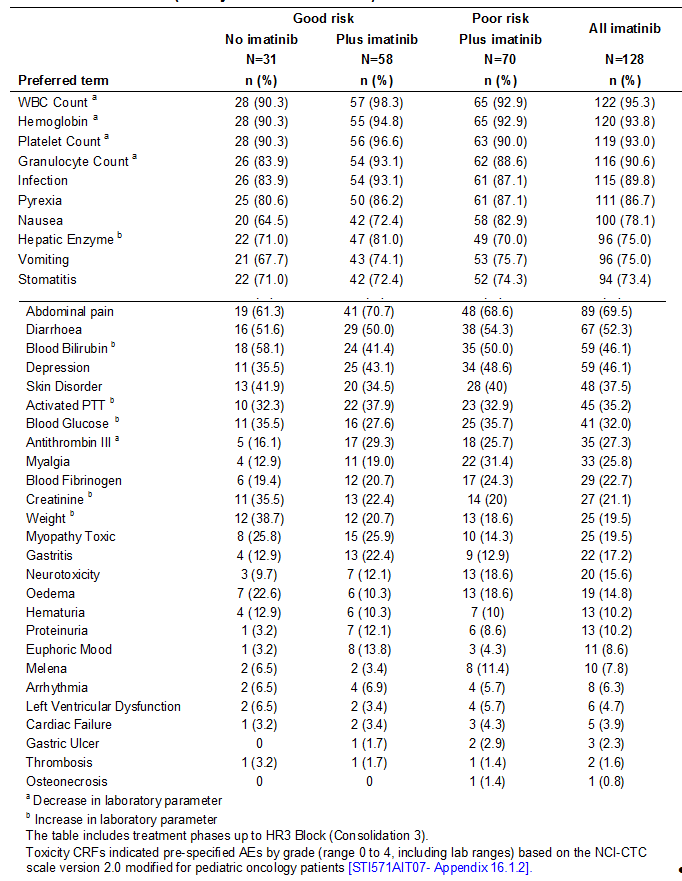 Good risk Poor risk All imatinib
No imatinib Plus imatinib Plus imatinib
N=31 N=58 N=70 N=128
Preferred term n (%) n (%) n (%) n (%)
WBC Count a 28 (90.3) 57 (98.3) 65 (92.9) 122 (95.3)
Hemoglobin a 28 (90.3) 55 (94.8) 65 (92.9) 120 (93.8)
Platelet Count a 28 (90.3) 56 (96.6) 63 (90.0) 119 (93.0)
Granulocyte Count a 26 (83.9) 54 (93.1) 62 (88.6) 116 (90.6)
Infection 26 (83.9) 54 (93.1) 61 (87.1) 115 (89.8)
Pyrexia 25 (80.6) 50 (86.2) 61 (87.1) 111 (86.7)
Nausea 20 (64.5) 42 (72.4) 58 (82.9) 100 (78.1)
Hepatic Enzyme b 22 (71.0) 47 (81.0) 49 (70.0) 96 (75.0)
Vomiting 21 (67.7) 43 (74.1) 53 (75.7) 96 (75.0)
Stomatitis 22 (71.0) 42 (72.4) 52 (74.3) 94 (73.4)
Abdominal pain 19 (61.3) 41 (70.7) 48 (68.6) 89 (69.5)
Diarrhoea 16 (51.6) 29 (50.0) 38 (54.3) 67 (52.3)
Blood Bilirubin b 18 (58.1) 24 (41.4) 35 (50.0) 59 (46.1)
Depression 11 (35.5) 25 (43.1) 34 (48.6) 59 (46.1)
Skin Disorder 13 (41.9) 20 (34.5) 28 (40) 48 (37.5)
Activated PTT b 10 (32.3) 22 (37.9) 23 (32.9) 45 (35.2)
Blood Glucose b 11 (35.5) 16 (27.6) 25 (35.7) 41 (32.0)
Antithrombin III a 5 (16.1) 17 (29.3) 18 (25.7) 35 (27.3)
Myalgia 4 (12.9) 11 (19.0) 22 (31.4) 33 (25.8)
Blood Fibrinogen 6 (19.4) 12 (20.7) 17 (24.3) 29 (22.7)
Creatinine b 11 (35.5) 13 (22.4) 14 (20) 27 (21.1)
Weight b 12 (38.7) 12 (20.7) 13 (18.6) 25 (19.5)
Myopathy Toxic 8 (25.8) 15 (25.9) 10 (14.3) 25 (19.5)
Gastritis 4 (12.9) 13 (22.4) 9 (12.9) 22 (17.2)
Neurotoxicity 3 (9.7) 7 (12.1) 13 (18.6) 20 (15.6)
Oedema 7 (22.6) 6 (10.3) 13 (18.6) 19 (14.8)
Hematuria 4 (12.9) 6 (10.3) 7 (10) 13 (10.2)
Proteinuria 1 (3.2) 7 (12.1) 6 (8.6) 13 (10.2)
Euphoric Mood 1 (3.2) 8 (13.8) 3 (4.3) 11 (8.6)
Melena 2 (6.5) 2 (3.4) 8 (11.4) 10 (7.8)
Arrhythmia 2 (6.5) 4 (6.9) 4 (5.7) 8 (6.3)
Left Ventricular Dysfunction 2 (6.5) 2 (3.4) 4 (5.7) 6 (4.7)
Cardiac Failure 1 (3.2) 2 (3.4) 3 (4.3) 5 (3.9)
Gastric Ulcer 0 1 (1.7) 2 (2.9) 3 (2.3)
Thrombosis 1 (3.2) 1 (1.7) 1 (1.4) 2 (1.6)
Osteonecrosis 0 0 1 (1.4) 1 (0.8)
a Decrease in laboratory parameter
b Increase in laboratory parameter
The table includes treatment phases up to HR3 Block (Consolidation 3).
Toxicity CRFs indicated pre-specified AEs by grade (range 0 to 4, including lab ranges) based on the NCI-CTC
scale version 2.0 modified for pediatric oncology patients [STI571AIT07- Appendix 16.1.2].